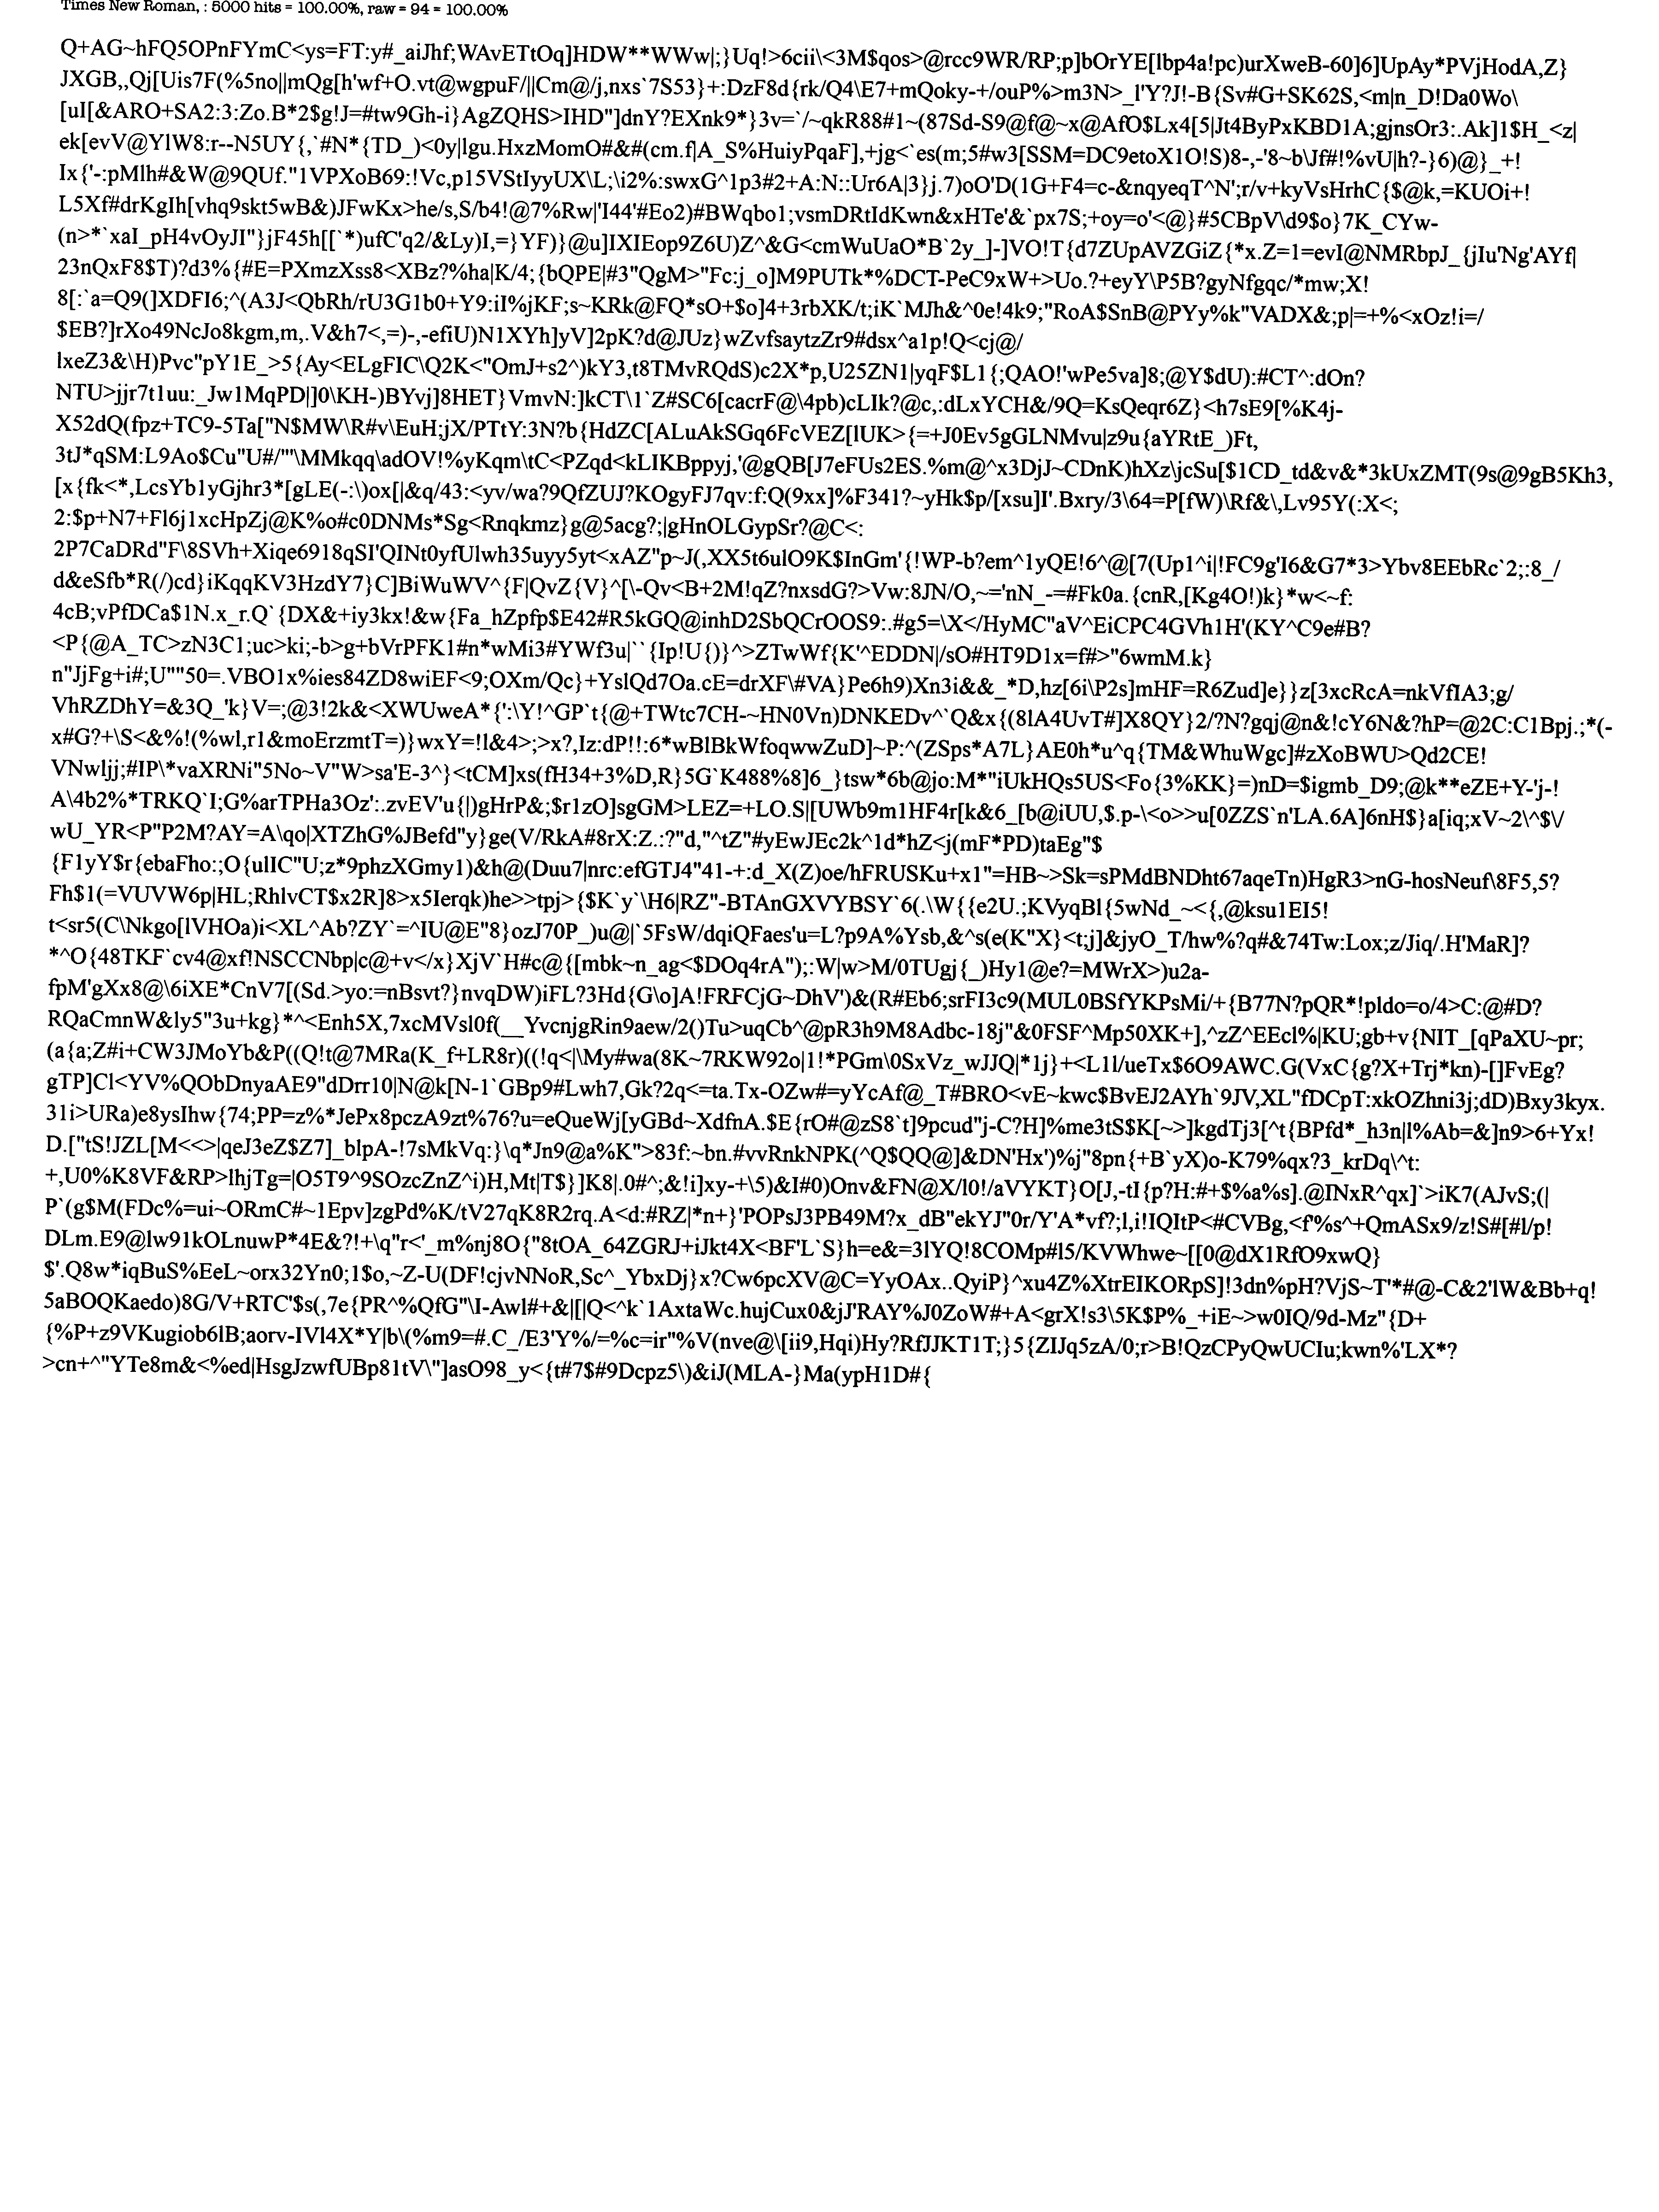 Times New Roman, : 5000 hits = 100.00%, raw = 94 = 100.00%
Q+AG~hFQ5OPnFYmC<ys=FT:y#_aiJhf;WAvETtOq]HDW**WWw|;}Uq!>6cii\<3M$qos>@rcc9WR/RP;p]bOrYE[lbp4a!pc)urXweB-60]6]UpAy*PVjHodA,Z}
JXGB,,Qj[Uis7F(%5no||mQg[h'wf+O.vt@wgpuF/||Cm@/j,nxs`7S53}+:DzF8d{rk/Q4\E7+mQoky-+/ouP%>m3N>_l'Y?J!-B{Sv#G+SK62S,<m|n_D!Da0Wo\
[uI[&ARO+SA2:3:Zo.B*2$g!J=#tw9Gh-i}AgZQHS>IHD"]dnY?EXnk9*}3v=`/~qkR88#1~(87Sd-S9@f@~x@AfO$Lx4[5|Jt4ByPxKBD1A;gjnsOr3:.Ak]1$H_<z|
ek[evV@YlW8:r--N5UY{,`#N*{TD_)<0y|lgu.HxzMomO#&#(cm.f|A_S%HuiyPqaF],+jg<`es(m;5#w3[SSM=DC9etoX1O!S)8-,-'8~b\Jf#!%vU|h?-}6)@}_+!
Ix{'-:pMlh#&W@9QUf."1VPXoB69:!Vc,p15VStIyyUX\L;\i2%:swxG^1p3#2+A:N::Ur6A|3}j.7)oO'D(1G+F4=c-&nqyeqT^N';r/v+kyVsHrhC{$@k,=KUOi+!
L5Xf#drKgIh[vhq9skt5wB&)JFwKx>he/s,S/b4!@7%Rw|'I44'#Eo2)#BWqbo1;vsmDRtIdKwn&xHTe'&`px7S;+oy=o'<@}#5CBpV\d9$o}7K_CYw-
(n>*`xaI_pH4vOyJI"}jF45h[[`*)ufC'q2/&Ly)I,=}YF)}@u]IXIEop9Z6U)Z^&G<cmWuUaO*B`2y_]-]VO!T{d7ZUpAVZGiZ{*x.Z=1=evI@NMRbpJ_{jIu'Ng'AYf|
23nQxF8$T)?d3%{#E=PXmzXss8<XBz?%ha|K/4;{bQPE|#3"QgM>"Fc:j_o]M9PUTk*%DCT-PeC9xW+>Uo.?+eyY\P5B?gyNfgqc/*mw;X!
8[:`a=Q9(]XDFI6;^(A3J<QbRh/rU3G1b0+Y9:iI%jKF;s~KRk@FQ*sO+$o]4+3rbXK/t;iK`MJh&^0e!4k9;"RoA$SnB@PYy%k"VADX&;p|=+%<xOz!i=/
$EB?]rXo49NcJo8kgm,m,.V&h7<,=)-,-efiU)N1XYh]yV]2pK?d@JUz}wZvfsaytzZr9#dsx^a1p!Q<cj@/
lxeZ3&\H)Pvc"pY1E_>5{Ay<ELgFIC\Q2K<"OmJ+s2^)kY3,t8TMvRQdS)c2X*p,U25ZN1|yqF$L1{;QAO!'wPe5va]8;@Y$dU):#CT^:dOn?
NTU>jjr7t1uu:_Jw1MqPD|]0\KH-)BYvj]8HET}VmvN:]kCT\1`Z#SC6[cacrF@\4pb)cLIk?@c,:dLxYCH&/9Q=KsQeqr6Z}<h7sE9[%K4j-
X52dQ(fpz+TC9-5Ta["N$MW\R#v\EuH;jX/PTtY:3N?b{HdZC[ALuAkSGq6FcVEZ[lUK>{=+J0Ev5gGLNMvu|z9u{aYRtE_)Ft,
3tJ*qSM:L9Ao$Cu"U#/"'\MMkqq\adOV!%yKqm\tC<PZqd<kLIKBppyj,'@gQB[J7eFUs2ES.%m@^x3DjJ~CDnK)hXz\jcSu[$1CD_td&v&*3kUxZMT(9s@9gB5Kh3,
[x{fk<*,LcsYb1yGjhr3*[gLE(-:\)ox[|&q/43:<yv/wa?9QfZUJ?KOgyFJ7qv:f:Q(9xx]%F341?~yHk$p/[xsu]I'.Bxry/3\64=P[fW)\Rf&\,Lv95Y(:X<;
2:$p+N7+Fl6j1xcHpZj@K%o#c0DNMs*Sg<Rnqkmz}g@5acg?;|gHnOLGypSr?@C<:
2P7CaDRd"F\8SVh+Xiqe6918qSI'QINt0yfUlwh35uyy5yt<xAZ"p~J(,XX5t6ulO9K$InGm'{!WP-b?em^1yQE!6^@[7(Up1^i|!FC9g'I6&G7*3>Ybv8EEbRc`2;:8_/
d&eSfb*R(/)cd}iKqqKV3HzdY7}C]BiWuWV^{F|QvZ{V}^[\-Qv<B+2M!qZ?nxsdG?>Vw:8JN/O,~='nN_-=#Fk0a.{cnR,[Kg4O!)k}*w<~f:
4cB;vPfDCa$1N.x_r.Q`{DX&+iy3kx!&w{Fa_hZpfp$E42#R5kGQ@inhD2SbQCrOOS9:.#g5=\X</HyMC"aV^EiCPC4GVh1H'(KY^C9e#B?
<P{@A_TC>zN3C1;uc>ki;-b>g+bVrPFK1#n*wMi3#YWf3u|``{Ip!U{)}^>ZTwWf{K'^EDDN|/sO#HT9D1x=f#>"6wmM.k}
n"JjFg+i#;U""50=.VBO1x%ies84ZD8wiEF<9;OXm/Qc}+YslQd7Oa.cE=drXF\#VA}Pe6h9)Xn3i&&_*D,hz[6i\P2s]mHF=R6Zud]e}}z[3xcRcA=nkVfIA3;g/
VhRZDhY=&3Q_'k}V=;@3!2k&<XWUweA*{':\Y!^GP`t{@+TWtc7CH-~HN0Vn)DNKEDv^`Q&x{(8lA4UvT#]X8QY}2/?N?gqj@n&!cY6N&?hP=@2C:C1Bpj.;*(-
x#G?+\S<&%!(%wl,r1&moErzmtT=)}wxY=!l&4>;>x?,Iz:dP!!:6*wBlBkWfoqwwZuD]~P:^(ZSps*A7L}AE0h*u^q{TM&WhuWgc]#zXoBWU>Qd2CE!
VNwljj;#IP\*vaXRNi"5No~V"W>sa'E-3^}<tCM]xs(fH34+3%D,R}5G`K488%8]6_}tsw*6b@jo:M*"iUkHQs5US<Fo{3%KK}=)nD=$igmb_D9;@k**eZE+Y-'j-!
A\4b2%*TRKQ`I;G%arTPHa3Oz':.zvEV'u{|)gHrP&;$r1zO]sgGM>LEZ=+LO.S|[UWb9m1HF4r[k&6_[b@iUU,$.p-\<o>>u[0ZZS`n'LA.6A]6nH$}a[iq;xV~2\^$\/
wU_YR<P"P2M?AY=A\qo|XTZhG%JBefd"y}ge(V/RkA#8rX:Z.:?"d,"^tZ"#yEwJEc2k^1d*hZ<j(mF*PD)taEg"$
{F1yY$r{ebaFho:;O{ulIC"U;z*9phzXGmy1)&h@(Duu7|nrc:efGTJ4"41-+:d_X(Z)oe/hFRUSKu+x1"=HB~>Sk=sPMdBNDht67aqeTn)HgR3>nG-hosNeuf\8F5,5?
Fh$1(=VUVW6p|HL;RhlvCT$x2R]8>x5Ierqk)he>>tpj>{$K`y`\H6|RZ"-BTAnGXVYBSY`6(.\W{{e2U.;KVyqBl{5wNd_~<{,@ksu1EI5!
t<sr5(C\Nkgo[lVHOa)i<XL^Ab?ZY`=^IU@E"8}ozJ70P_)u@|`5FsW/dqiQFaes'u=L?p9A%Ysb,&^s(e(K"X}<t;j]&jyO_T/hw%?q#&74Tw:Lox;z/Jiq/.H'MaR]?
*^O{48TKF`cv4@xf!NSCCNbp|c@+v</x}XjV`H#c@{[mbk~n_ag<$DOq4rA");:W|w>M/0TUgj{_)Hy1@e?=MWrX>)u2a-
fpM'gXx8@\6iXE*CnV7[(Sd.>yo:=nBsvt?}nvqDW)iFL?3Hd{G\o]A!FRFCjG~DhV')&(R#Eb6;srFI3c9(MUL0BSfYKPsMi/+{B77N?pQR*!pldo=o/4>C:@#D?
RQaCmnW&ly5"3u+kg}*^<Enh5X,7xcMVsl0f(__YvcnjgRin9aew/2()Tu>uqCb^@pR3h9M8Adbc-18j"&0FSF^Mp50XK+],^zZ^EEcl%|KU;gb+v{NIT_[qPaXU~pr;
(a{a;Z#i+CW3JMoYb&P((Q!t@7MRa(K_f+LR8r)((!q<|\My#wa(8K~7RKW92o|1!*PGm\0SxVz_wJJQ|*1j}+<L1l/ueTx$6O9AWC.G(VxC{g?X+Trj*kn)-[]FvEg?
gTP]Cl<YV%QObDnyaAE9"dDrr10|N@k[N-1`GBp9#Lwh7,Gk?2q<=ta.Tx-OZw#=yYcAf@_T#BRO<vE~kwc$BvEJ2AYh`9JV,XL"fDCpT:xkOZhni3j;dD)Bxy3kyx.
31i>URa)e8ysIhw{74;PP=z%*JePx8pczA9zt%76?u=eQueWj[yGBd~XdfnA.$E{rO#@zS8`t]9pcud"j-C?H]%me3tS$K[~>]kgdTj3[^t{BPfd*_h3n|l%Ab=&]n9>6+Yx!
D.["tS!JZL[M<<>|qeJ3eZ$Z7]_blpA-!7sMkVq:}\q*Jn9@a%K">83f:~bn.#vvRnkNPK(^Q$QQ@]&DN'Hx')%j"8pn{+B`yX)o-K79%qx?3_krDq\^t:
+,U0%K8VF&RP>lhjTg=|O5T9^9SOzcZnZ^i)H,Mt|T$}]K8|.0#^;&!i]xy-+\5)&I#0)Onv&FN@X/l0!/aVYKT}O[J,-tI{p?H:#+$%a%s].@INxR^qx]`>iK7(AJvS;(|
P`(g$M(FDc%=ui~ORmC#~1Epv]zgPd%K/tV27qK8R2rq.A<d:#RZ|*n+}'POPsJ3PB49M?x_dB"ekYJ"0r/Y'A*vf?;l,i!IQItP<#CVBg,<f'%s^+QmASx9/z!S#[#l/p!
DLm.E9@lw91kOLnuwP*4E&?!+\q"r<'_m%nj8O{"8tOA_64ZGRJ+iJkt4X<BF'L`S}h=e&=3lYQ!8COMp#l5/KVWhwe~[[0@dX1RfO9xwQ}
$'.Q8w*iqBuS%EeL~orx32Yn0;1$o,~Z-U(DF!cjvNNoR,Sc^_YbxDj}x?Cw6pcXV@C=YyOAx..QyiP}^xu4Z%XtrEIKORpS]!3dn%pH?VjS~T'*#@-C&2'lW&Bb+q!
5aBOQKaedo)8G/V+RTC'$s(,7e{PR^%QfG"\I-Awl#+&|[|Q<^k`1AxtaWc.hujCux0&jJ'RAY%J0ZoW#+A<grX!s3\5K$P%_+iE~>w0IQ/9d-Mz"{D+
{%P+z9VKugiob6lB;aorv-IVl4X*Y|b\(%m9=#.C_/E3'Y%/=%c=ir"%V(nve@\[ii9,Hqi)Hy?RfJJKT1T;}5{ZIJq5zA/0;r>B!QzCPyQwUCIu;kwn%'LX*?
>cn+^"YTe8m&<%ed|HsgJzwfUBp81tV\"]asO98_y<{t#7$#9Dcpz5\)&iJ(MLA-}Ma(ypH1D#{